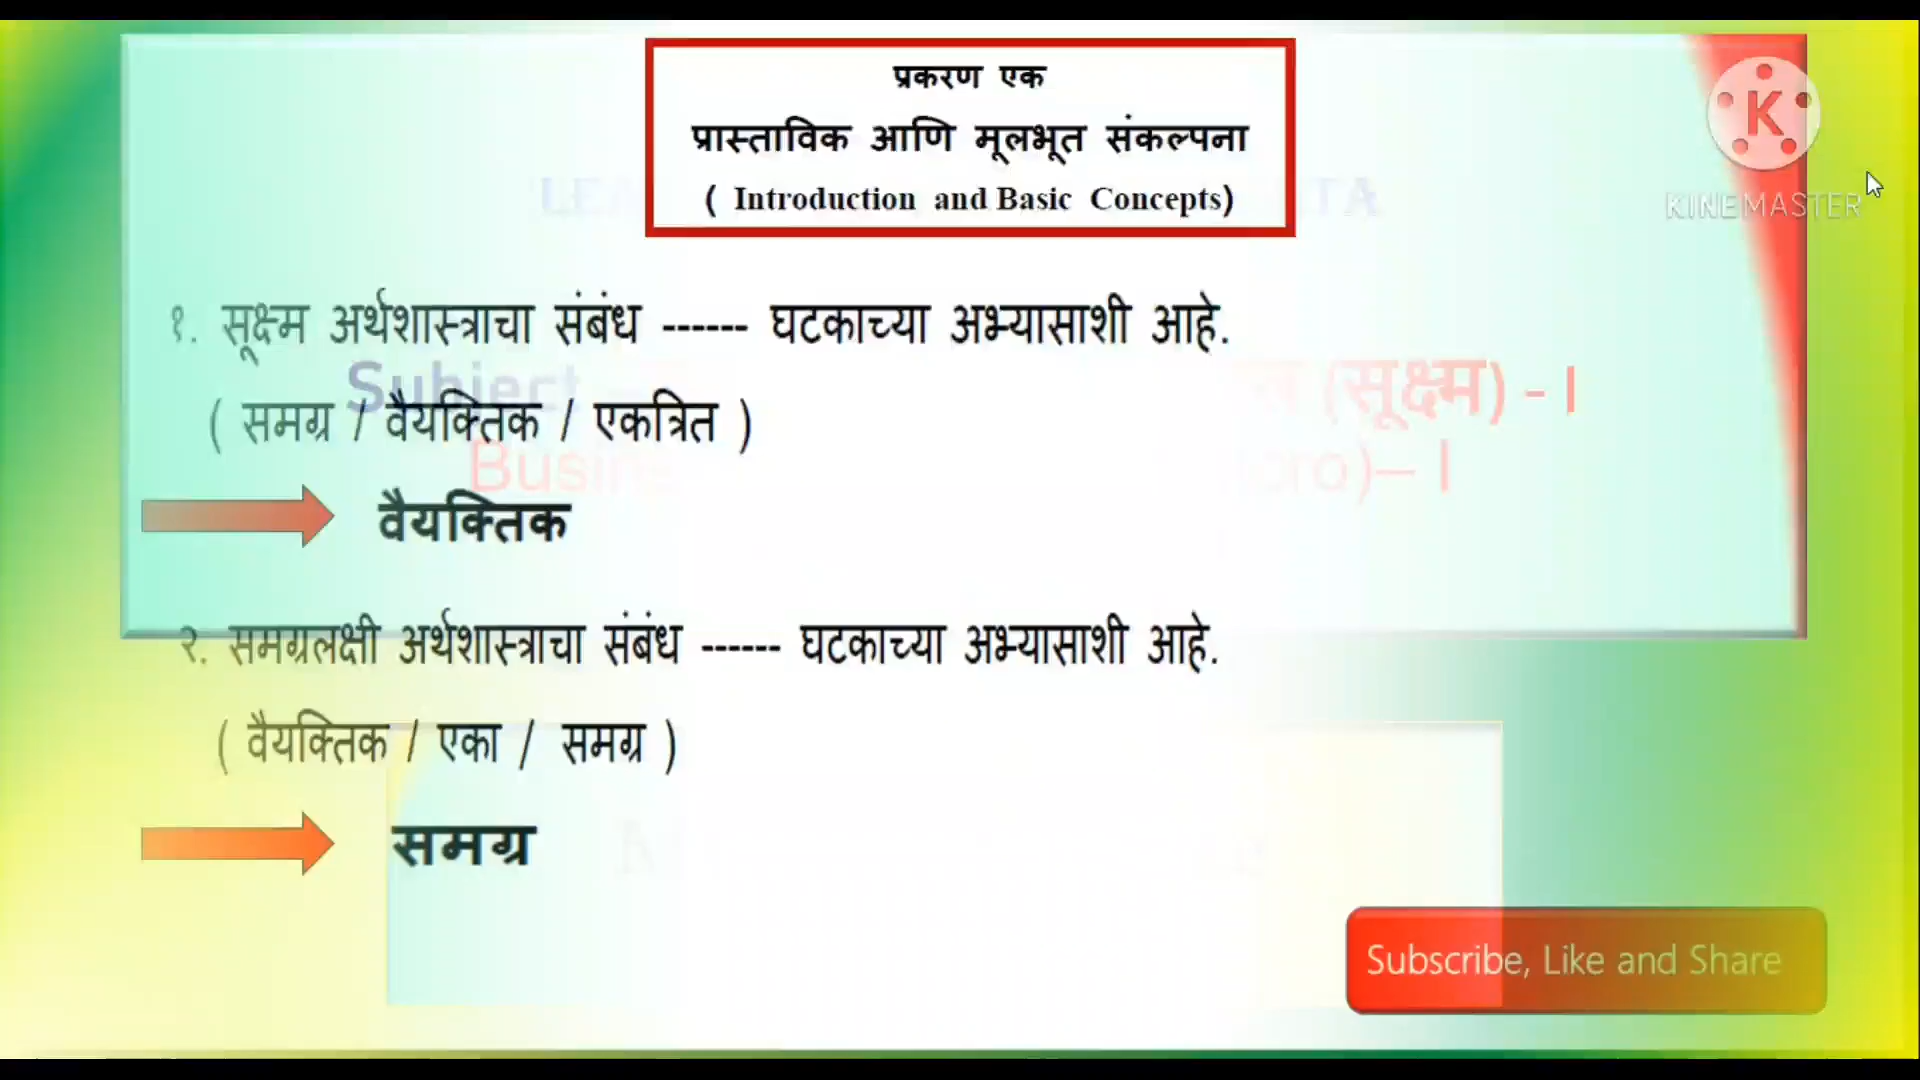 प्रकरण एक
प्रास्ताविक आणि मूलभूत संकल्पना
( Introduction and Basic Concepts)
K
KINEMASTER
१. सूक्ष्म अर्थशास्त्राचा संबंध ------ घटकाच्या अभ्यासाशी आहे.
Subject
(सूक्ष्म) - I
( समग्र / वैयक्तिक / एकत्रित )
)– I
वैयक्तिक
२. समग्रलक्षी अर्थशास्त्राचा संबंध ------ घटकाच्या अभ्यासाशी आहे.
( वैयक्तिक / एका / समग्र )
समग्र
Subscribe, Like and Share